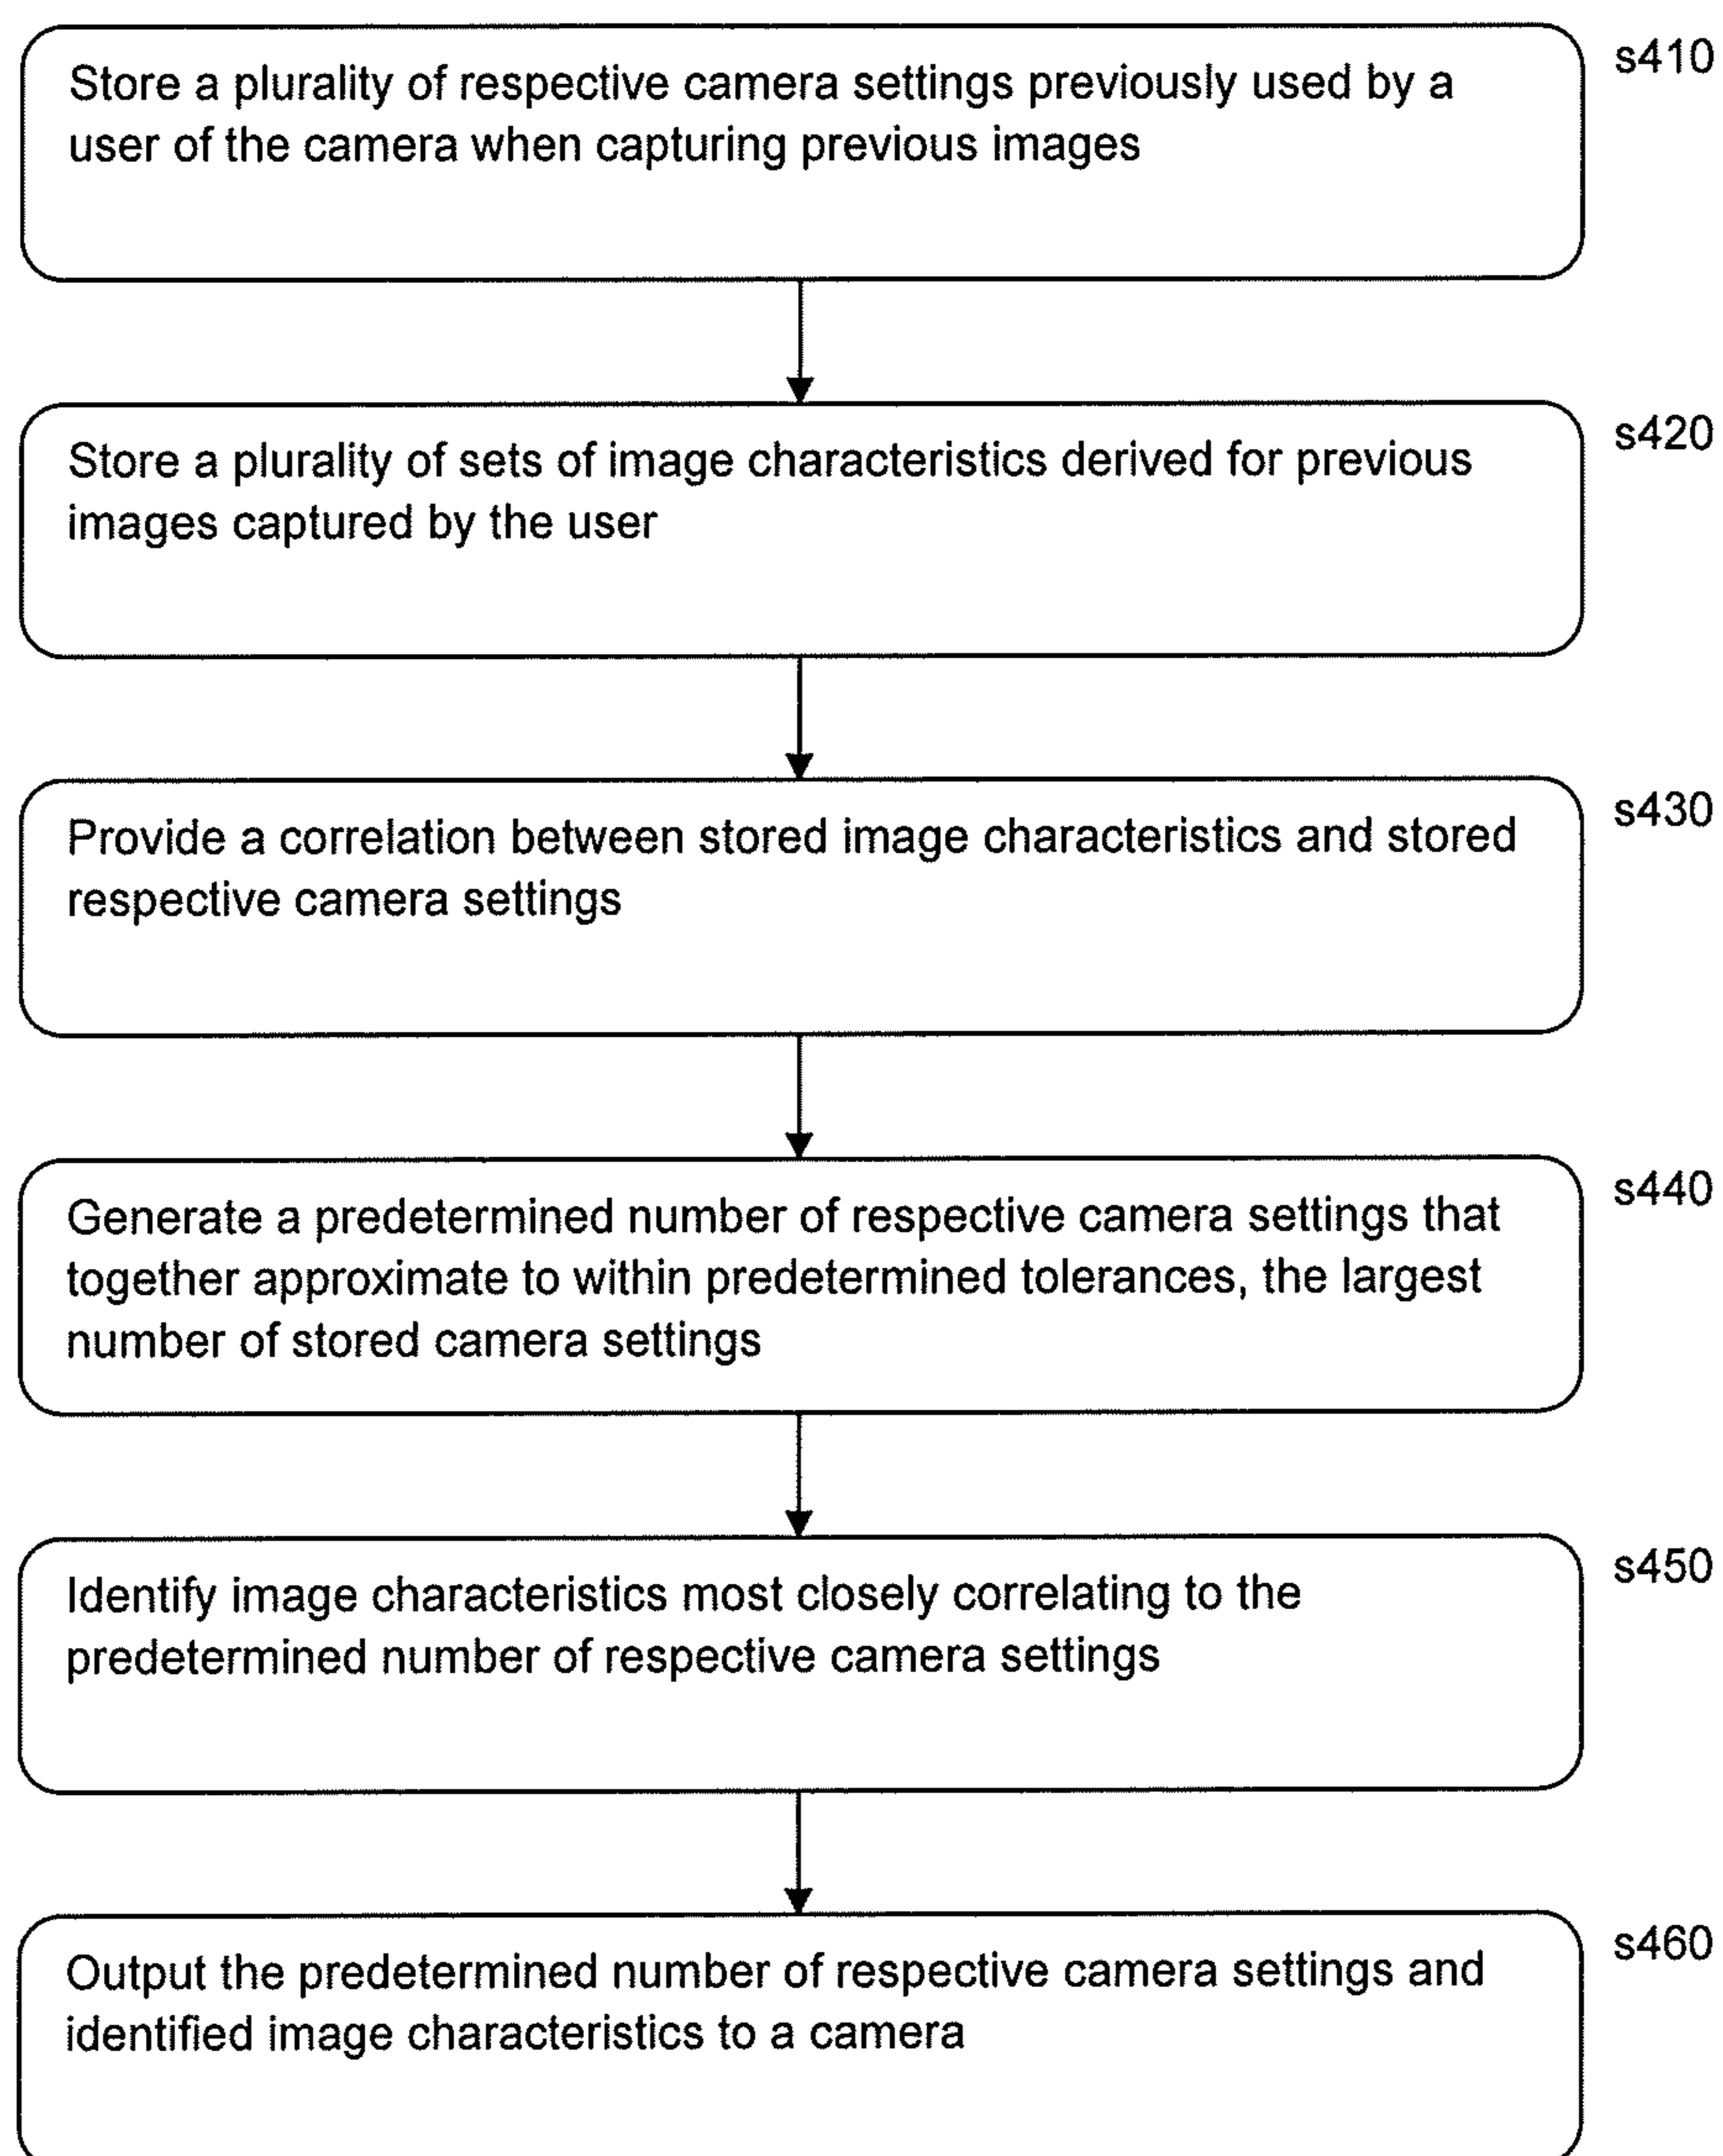 s410
Store a plurality of respective camera settings previously used by a
user of the camera when capturing previous images
s420
Store a plurality of sets of image characteristics derived for previous
images captured by the user
s430
Provide a correlation between stored image characteristics and stored
respective camera settings
s440
Generate a predetermined number of respective camera settings that
together approximate to within predetermined tolerances, the largest
number of stored camera settings
s450
Identify image characteristics most closely correlating to the
predetermined number of respective camera settings
s460
Output the predetermined number of respective camera settings and
identified image characteristics to a camera